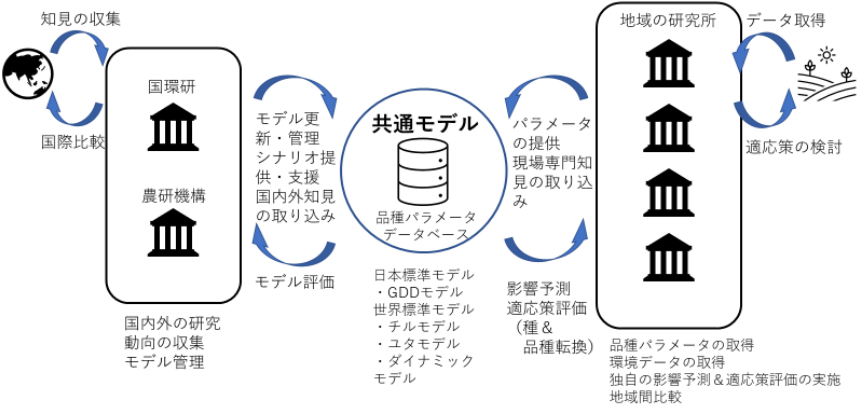 知見の収集
国際比較
国環研
農研機構
国内外の研究
動向の収集
モデル管理
モデル更
新・管理
シナリオ提
供・支援
国内外知見
の取り込み
モデル評価
共通モデル
品種パラメータ
データベース
日本標準モデル
・GDDモデル
世界標準モデル
・チルモデル
・ユタモデル
・ダイナミック
モデル
パラメータ
の提供
現場専門知
見の取り込
み
影響予測
適応策評価
（種＆
品種転換）
地域の研究所
品種パラメータの取得
環境データの取得
独自の影響予測＆適応策評価の実施
地域間比較
データ取得
適応策の検討